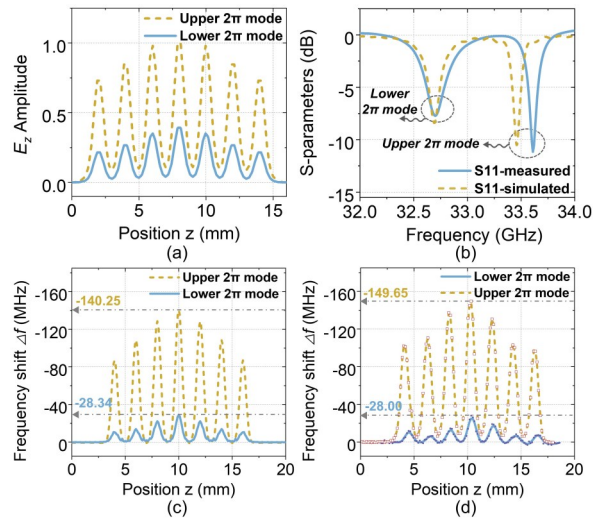 Upper 2π mode
Lower 2π mode
E_z Amplitude
1.0
0.5
0.0
0 5 10 15
Position z (mm)
(a)
S-parameters (dB)
0
-5
-10
-15
Lower
2π mode
Upper 2π mode
S11-measured
S11-simulated
32.0 32.5 33.0 33.5 34.0
Frequency (GHz)
(b)
Frequency shift Δf (MHz)
Upper 2π mode
Lower 2π mode
-160
-140.25
-120
-80
-40
-28.34
0
0 5 10 15 20
Position z (mm)
(c)
Frequency shift Δf (MHz)
Lower 2π mode
Upper 2π mode
-160
-149.65
-120
-80
-40
-28.00
0
0 5 10 15 20
Position z (mm)
(d)